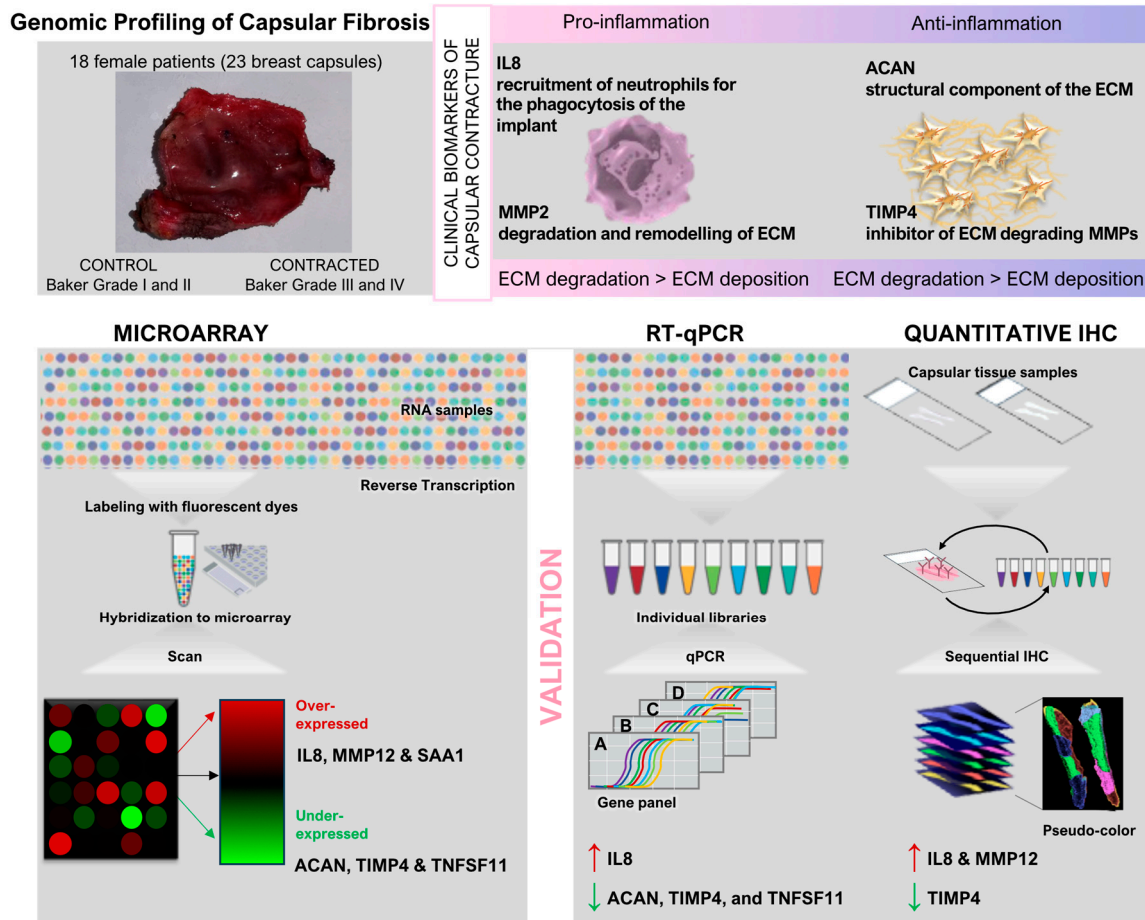 Genomic Profiling of Capsular Fibrosis
18 female patients (23 breast capsules)
CONTROL
Baker Grade I and II
CONTRACTED
Baker Grade III and IV
CLINICAL BIOMARKERS OF
CAPSULAR CONTRACTURE
Pro-inflammation
IL8
recruitment of neutrophils for
the phagocytosis of the
implant
MMP2
degradation and remodelling of ECM
ECM degradation > ECM deposition
Anti-inflammation
ACAN
structural component of the ECM
TIMP4
inhibitor of ECM degrading MMPs
ECM degradation > ECM deposition
MICROARRAY
RNA samples
Reverse Transcription
Labeling with fluorescent dyes
Hybridization to microarray
Scan
Over-
expressed
IL8, MMP12 & SAA1
Under-
expressed
ACAN, TIMP4 & TNFSF11
VALIDATION
RT-qPCR
Individual libraries
qPCR
D
C
B
A
Gene panel
↑ IL8
↓ ACAN, TIMP4, and TNFSF11
QUANTITATIVE IHC
Capsular tissue samples
Sequential IHC
Pseudo-color
↑ IL8 & MMP12
↓ TIMP4